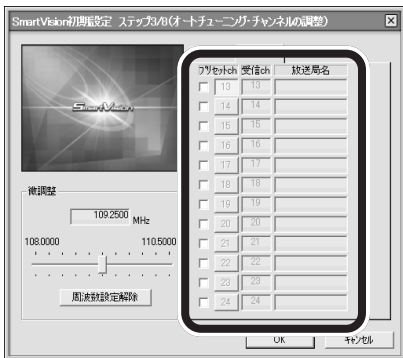 SmartVision初期設定 ステップ3/8(オートチューニング・チャンネルの調整)
SmartVision
プリセットch 受信ch 放送局名
13 13
14 14
15 15
16 16
17 17
18 18
19 19
20 20
21 21
22 22
23 23
24 24
微調整
109.2500 MHz
108.0000 110.5000
周波数設定解除
OK キャンセル